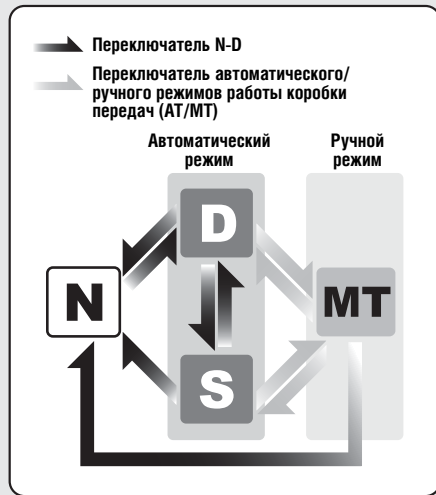 Переключатель N-D
Переключатель автоматического/
ручного режимов работы коробки
передач (AT/MT)
Автоматический
режим
Ручной
режим
D
N
MT
S